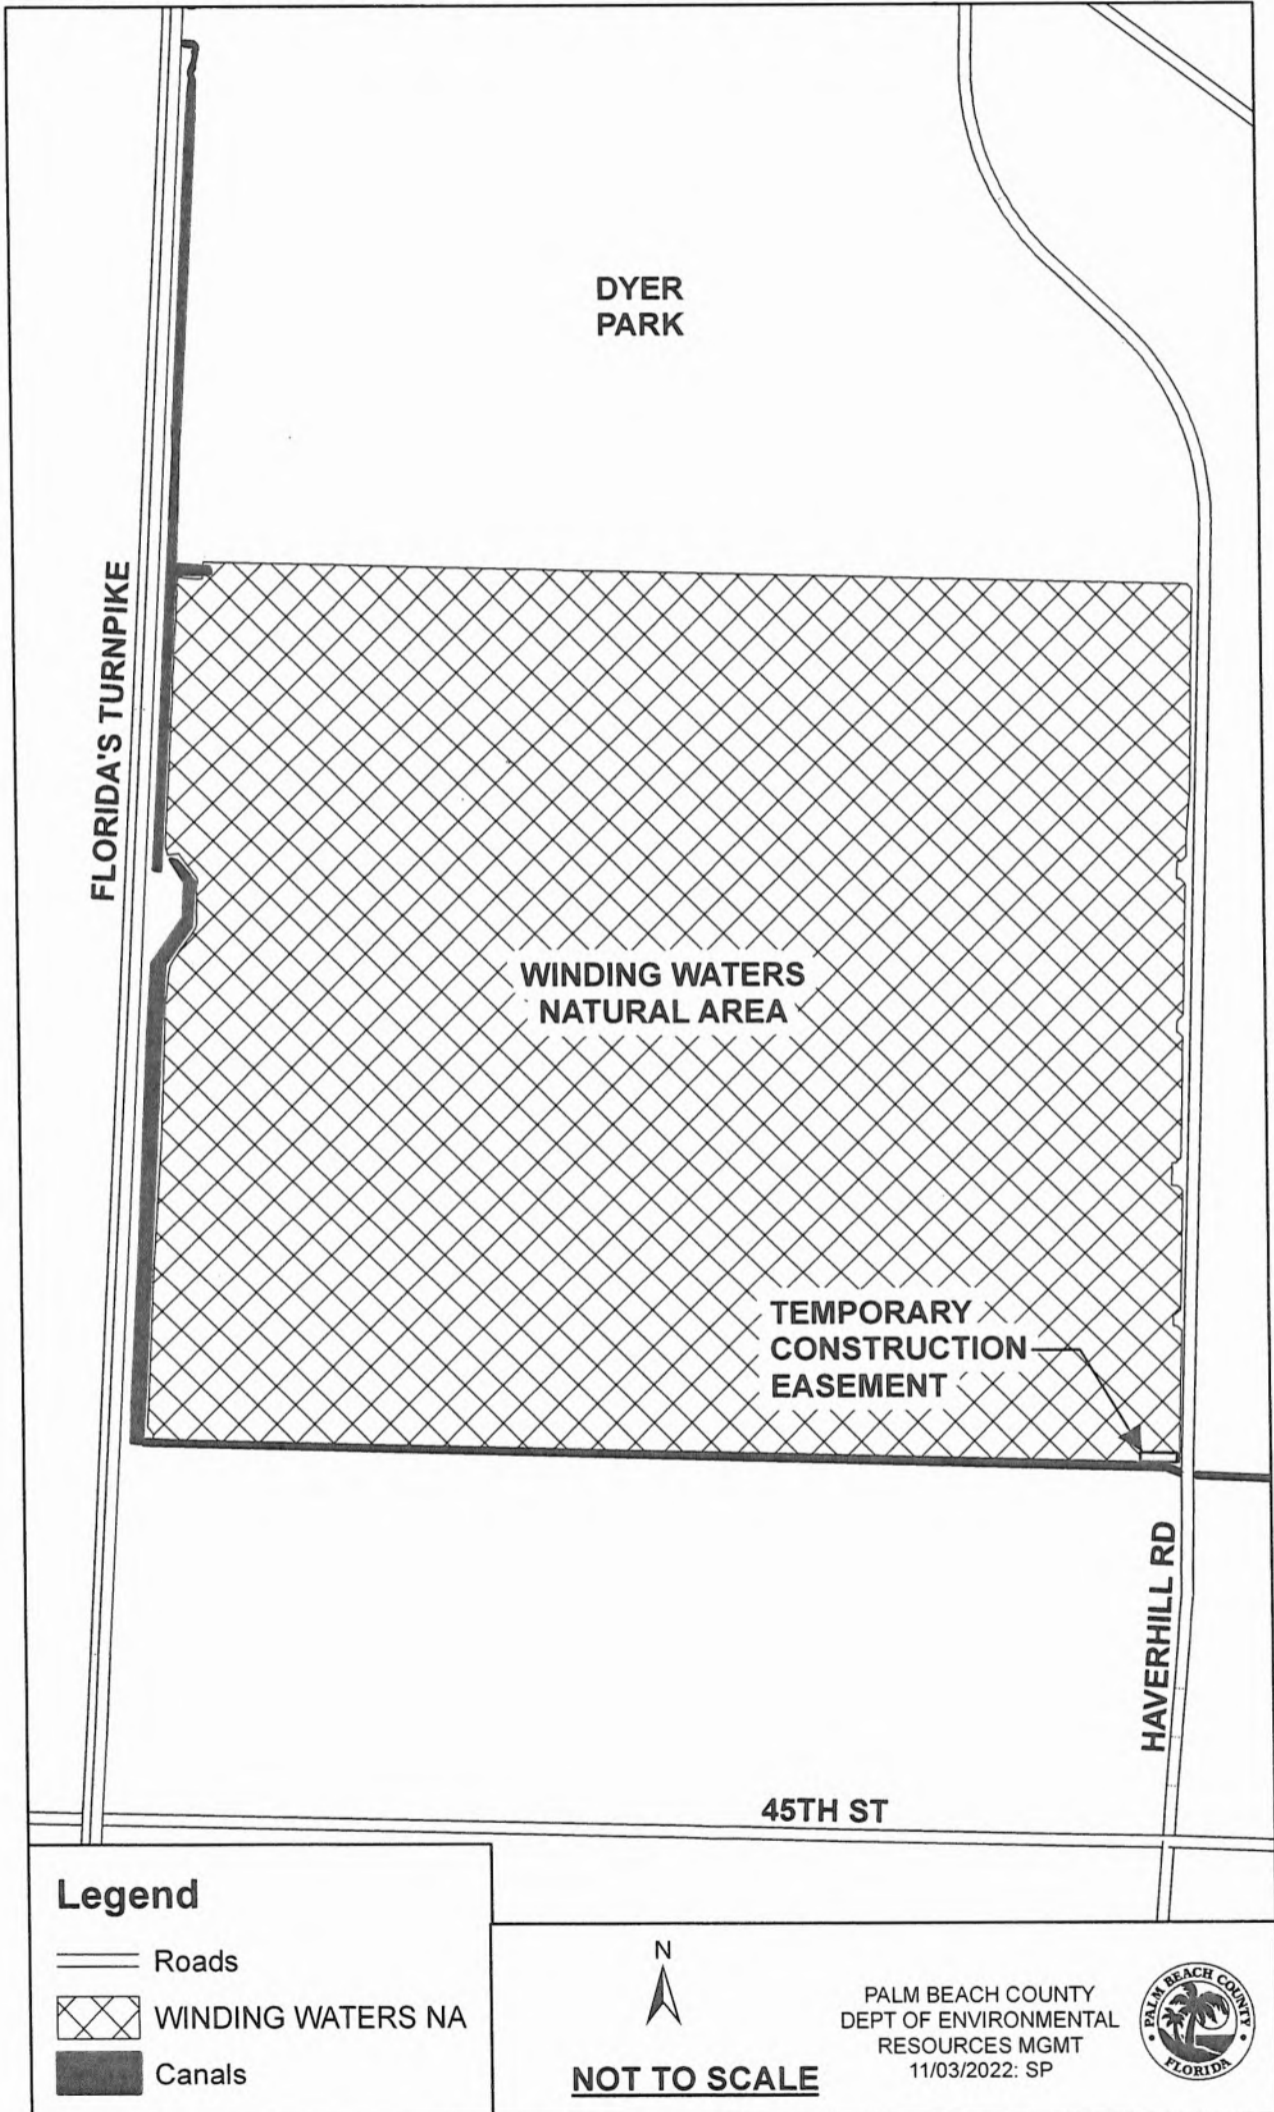 DYER
PARK
FLORIDA'S TURNPIKE
WINDING WATERS
NATURAL AREA
TEMPORARY
CONSTRUCTION
EASEMENT
HAVERHILL RD
45TH ST
Legend
Roads
WINDING WATERS NA
Canals
N
NOT TO SCALE
PALM BEACH COUNTY
DEPT OF ENVIRONMENTAL
RESOURCES MGMT
11/03/2022: SP
PALM BEACH COUNTY
FLORIDA